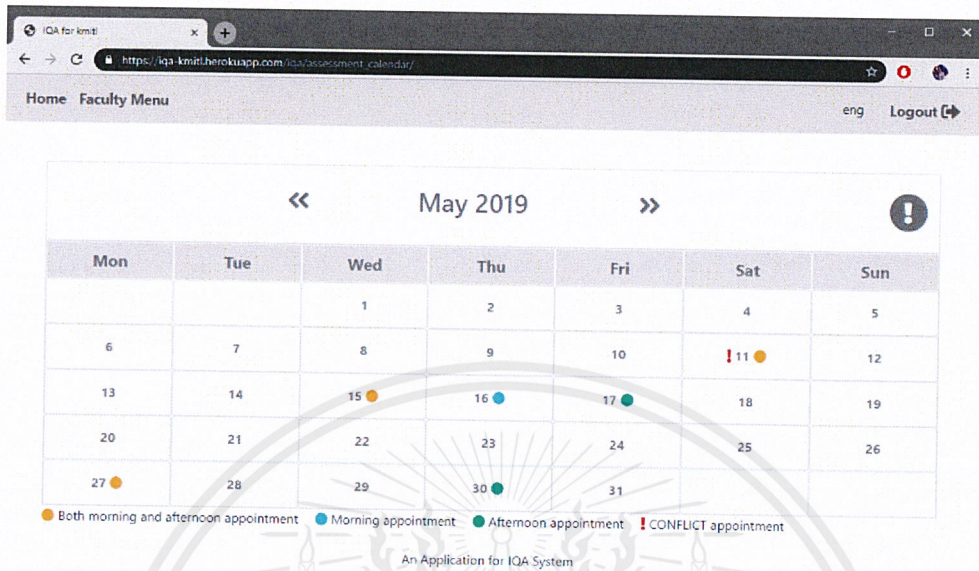 IQA for kmitl
https://iqa-kmitl.herokuapp.com/iqa/assessment_calendar/
Home Faculty Menu eng Logout
May 2019
Mon Tue Wed Thu Fri Sat Sun
1 2 3 4 5
6 7 8 9 10 ! 11 12
13 14 15 16 17 18 19
20 21 22 23 24 25 26
27 28 29 30 31
Both morning and afternoon appointment Morning appointment Afternoon appointment ! CONFLICT appointment
An Application for IQA System